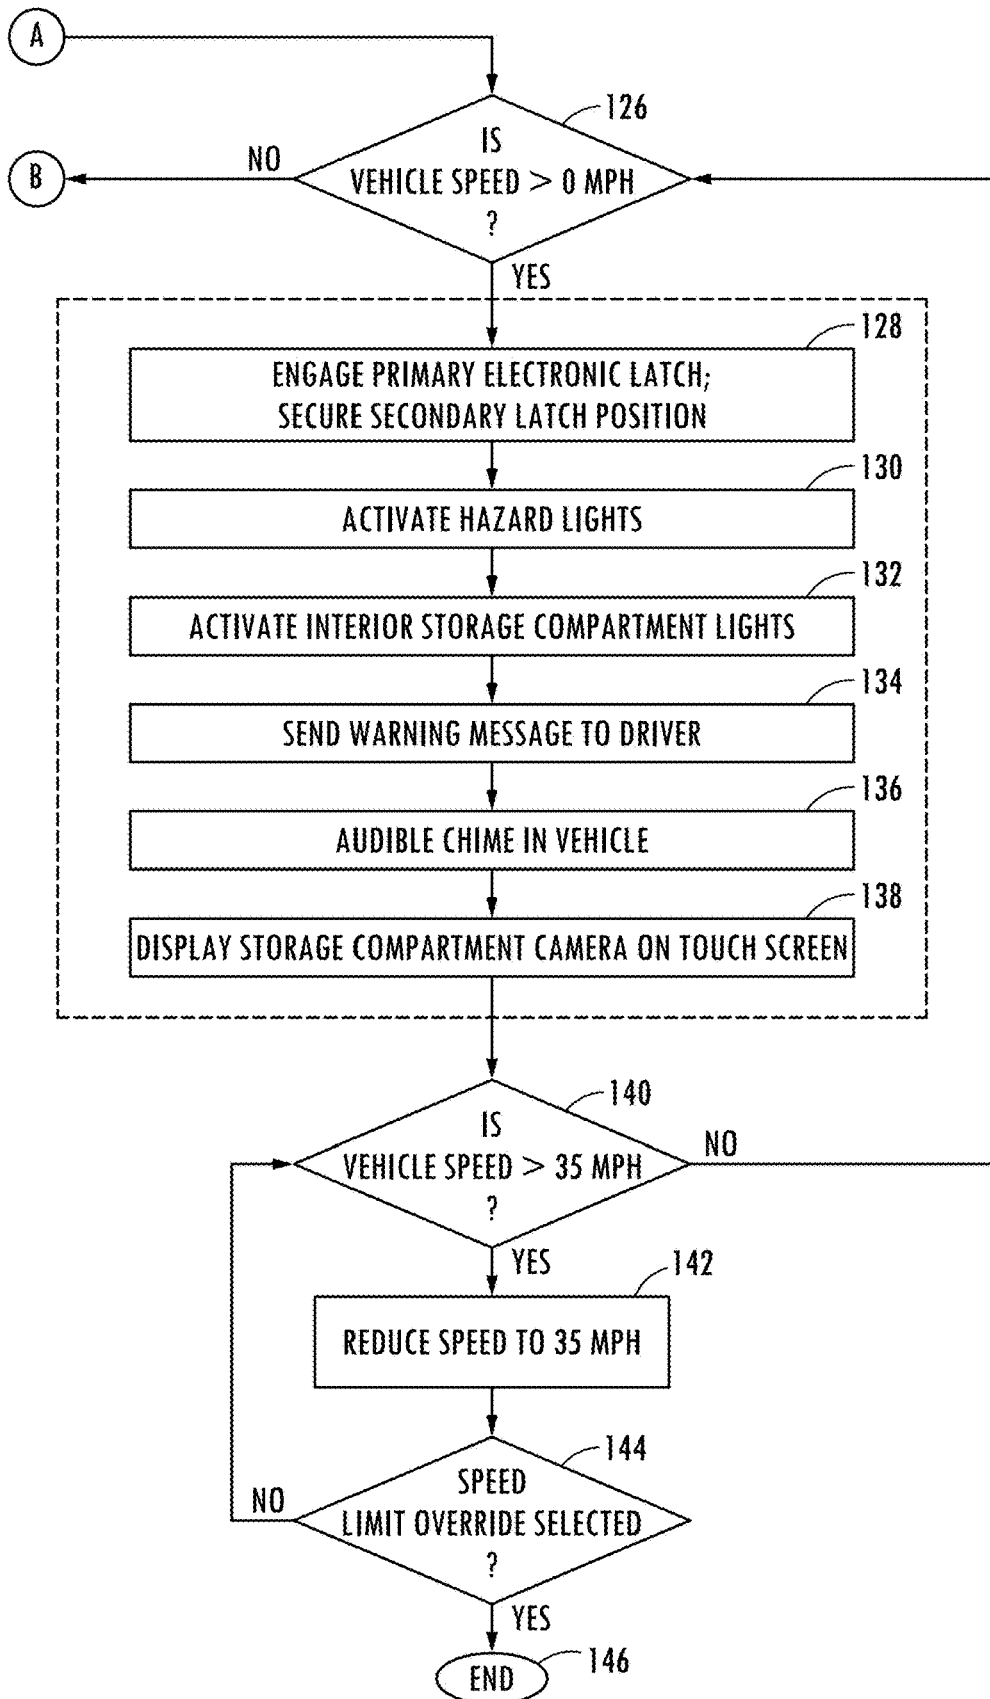 A
126
IS
VEHICLE SPEED > 0 MPH
?
NO
B
YES
128
ENGAGE PRIMARY ELECTRONIC LATCH;
SECURE SECONDARY LATCH POSITION
130
ACTIVATE HAZARD LIGHTS
132
ACTIVATE INTERIOR STORAGE COMPARTMENT LIGHTS
134
SEND WARNING MESSAGE TO DRIVER
136
AUDIBLE CHIME IN VEHICLE
138
DISPLAY STORAGE COMPARTMENT CAMERA ON TOUCH SCREEN
140
IS
VEHICLE SPEED > 35 MPH
?
NO
YES
142
REDUCE SPEED TO 35 MPH
144
SPEED
LIMIT OVERRIDE SELECTED
?
NO
YES
146
END